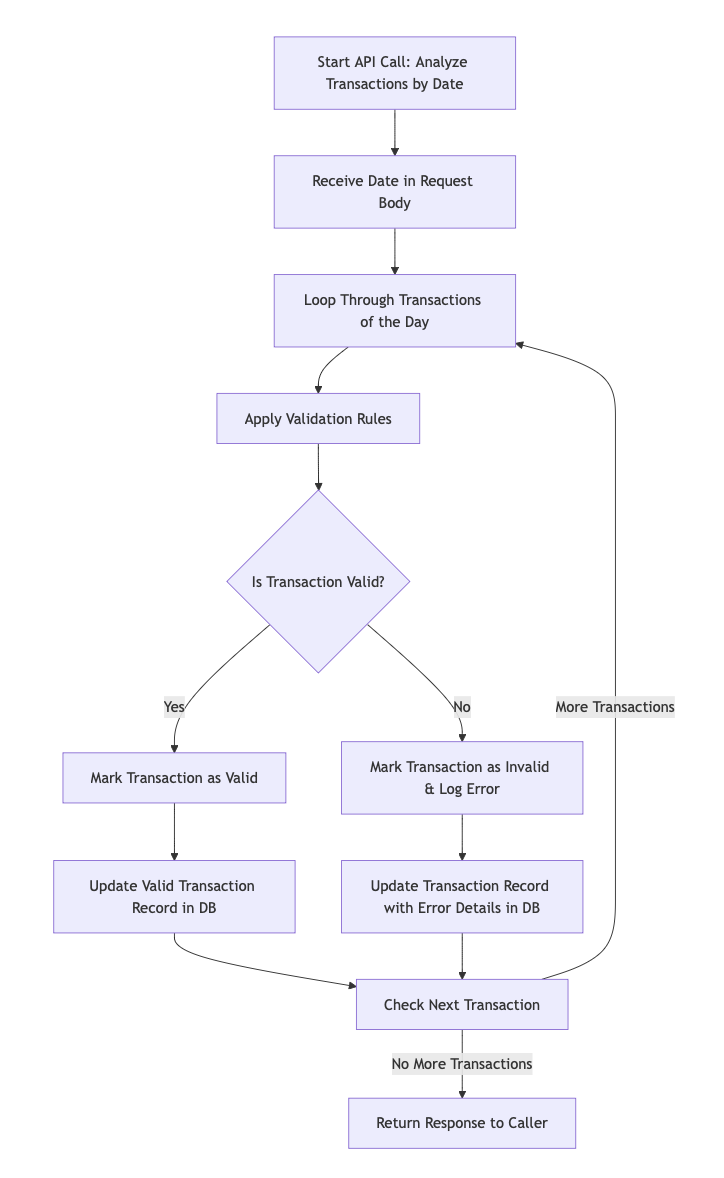 Start API Call: Analyze
Transactions by Date
Receive Date in Request
Body
Loop Through Transactions
of the Day
Apply Validation Rules
Is Transaction Valid?
Yes
No
More Transactions
Mark Transaction as Valid
Mark Transaction as Invalid
& Log Error
Update Valid Transaction
Record in DB
Update Transaction Record
with Error Details in DB
Check Next Transaction
No More Transactions
Return Response to Caller